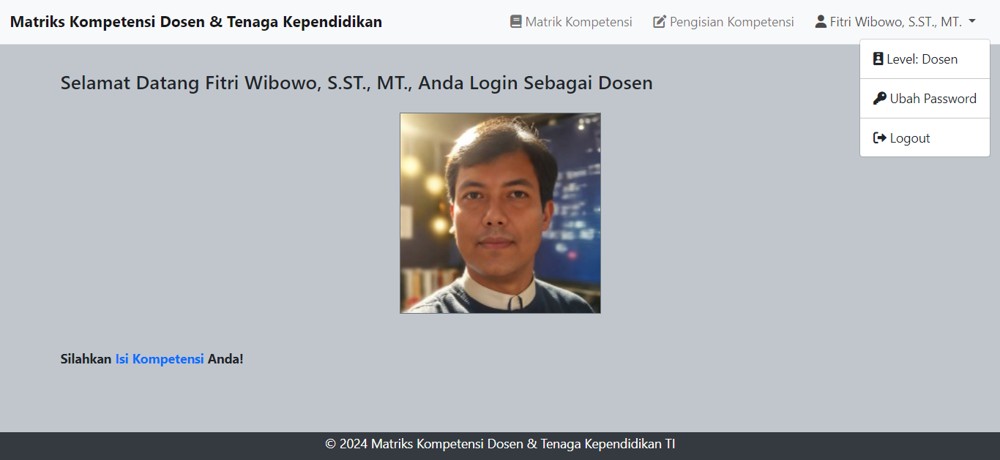 Matriks Kompetensi Dosen & Tenaga Kependidikan
Matrik Kompetensi
Pengisian Kompetensi
Fitri Wibowo, S.ST., MT.
Level: Dosen
Ubah Password
Logout
Selamat Datang Fitri Wibowo, S.ST., MT., Anda Login Sebagai Dosen
Silahkan Isi Kompetensi Anda!
© 2024 Matriks Kompetensi Dosen & Tenaga Kependidikan TI